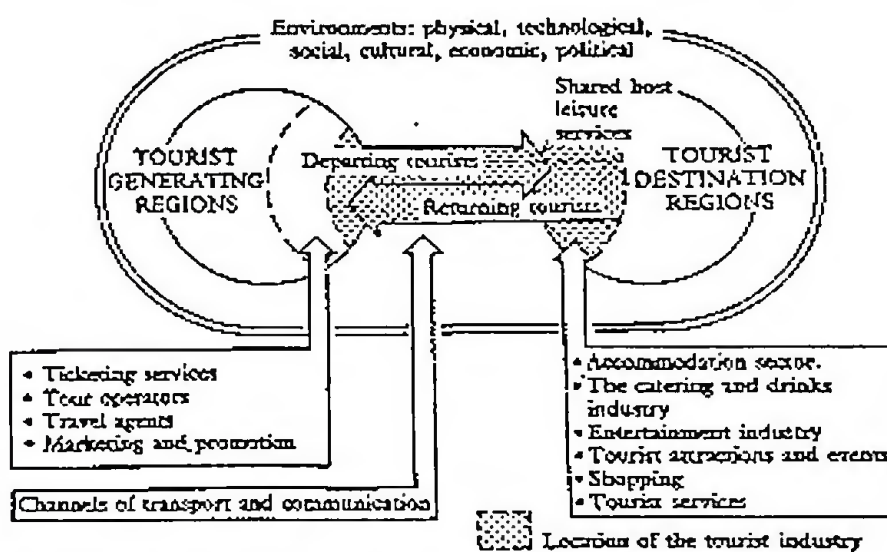 Environments: physical, technological,
social, cultural, economic, political
Shared host
leisure
services
TOURIST
GENERATING
REGIONS
Departing tourists
Returning tourists
TOURIST
DESTINATION
REGIONS
• Ticketing services
• Tour operators
• Travel agents
• Marketing and promotion
Channels of transport and communication
• Accommodation sector.
• The catering and drinks
industry
• Entertainment industry
• Tourist attractions and events
• Shopping
• Tourist services
Location of the tourist industry